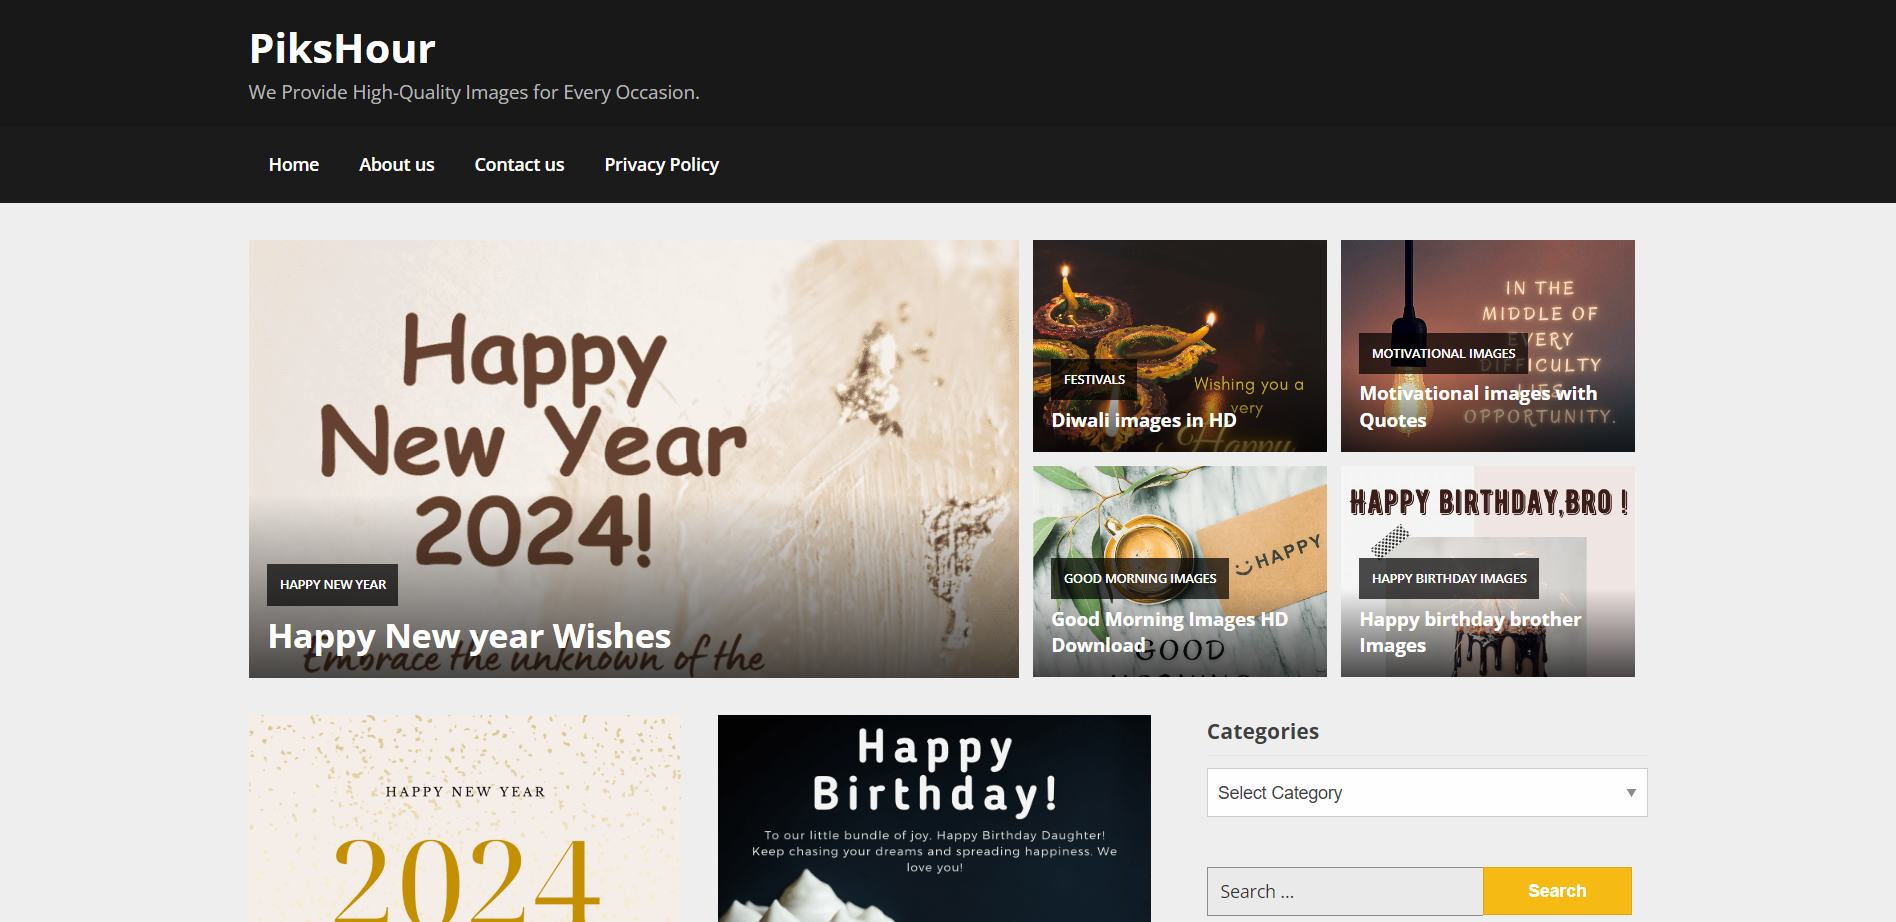 PiksHour
We Provide High-Quality Images for Every Occasion.
Home
About us
Contact us
Privacy Policy
Happy
New Year
2024!
HAPPY NEW YEAR
Happy New year Wishes
Embrace the unknown of the
Wishing you a
FESTIVALS
very
Diwali images in HD
Happy
IN THE
MIDDLE OF
EVERY
MOTIVATIONAL IMAGES
DIFFICULTY
LIES
Motivational images with
Quotes
OPPORTUNITY.
HAPPY
GOOD MORNING IMAGES
Good Morning Images HD
Download
GOOD
MORNING
HAPPY BIRTHDAY,BRO !
HAPPY BIRTHDAY IMAGES
Happy birthday brother
Images
HAPPY NEW YEAR
2024
Happy
Birthday!
To our little bundle of joy, Happy Birthday Daughter!
Keep chasing your dreams and spreading happiness. We
love you!
Categories
Select Category
Search ...
Search